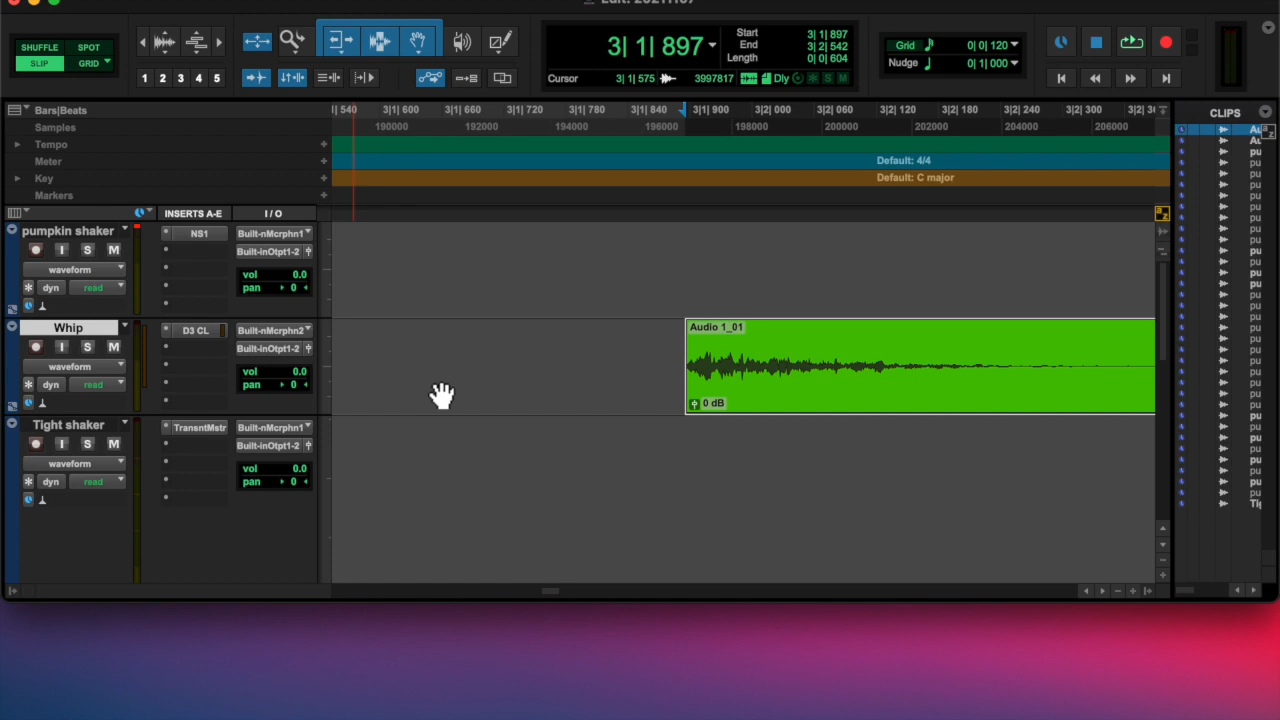 Edit: 20211107
SHUFFLE SPOT
SLIP GRID
1 2 3 4 5
3| 1| 897
Start 3| 1| 897
End 3| 2| 542
Length 0| 0| 604
Cursor 3| 1| 575 3997817 Dly S M
Grid 0| 0| 120
Nudge 0| 1| 000
Bars|Beats
Samples
Tempo
Meter
Key
Markers
3|1| 600 3|1| 660 3|1| 720 3|1| 780 3|1| 840 3|1| 900 3|2| 000 3|2| 060 3|2| 120 3|2| 180 3|2| 240 3|2| 300
190000 192000 194000 196000 198000 200000 202000 204000 206000
Default: 4/4
Default: C major
INSERTS A-E I / O
pumpkin shaker
I S M
waveform
dyn read
NS1
Built-nMcrphn1
Built-inOtpt1-2
vol 0.0
pan 0
Whip
I S M
waveform
dyn read
D3 CL
Built-nMcrphn2
Built-inOtpt1-2
vol 0.0
pan 0
Audio 1_01
0 dB
Tight shaker
I S M
waveform
dyn read
TransntMstr
Built-nMcrphn1
Built-inOtpt1-2
vol 0.0
pan 0
CLIPS